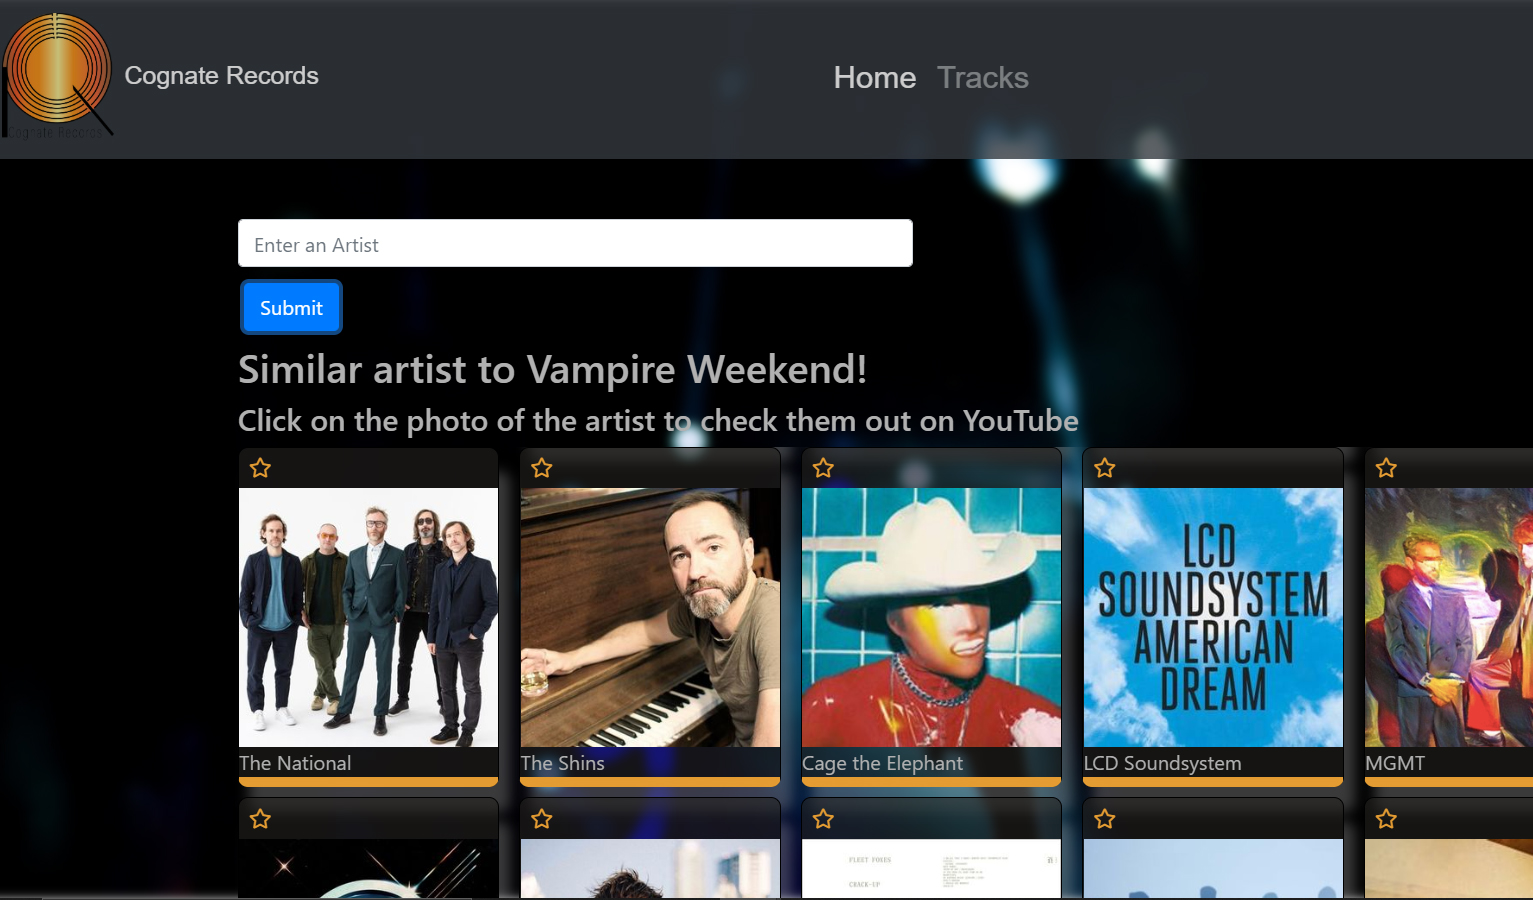 Cognate Records
Cognate Records
Home Tracks
Enter an Artist
Submit
Similar artist to Vampire Weekend!
Click on the photo of the artist to check them out on YouTube
LCD
SOUNDSYSTEM
AMERICAN
DREAM
The National
The Shins
Cage the Elephant
LCD Soundsystem
MGMT
FLEET FOXES
CRACK-UP